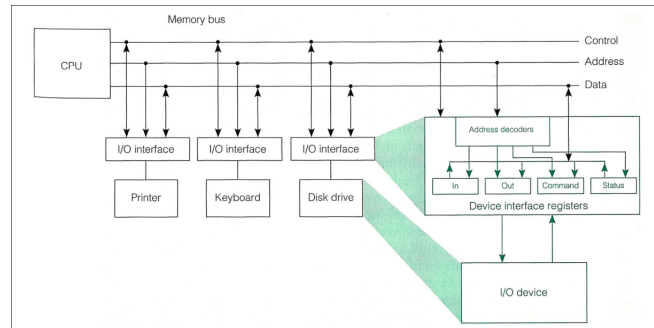 Memory bus
CPU
Control
Address
Data
I/O interface
I/O interface
I/O interface
Printer
Keyboard
Disk drive
Address decoders
In
Out
Command
Status
Device interface registers
I/O device